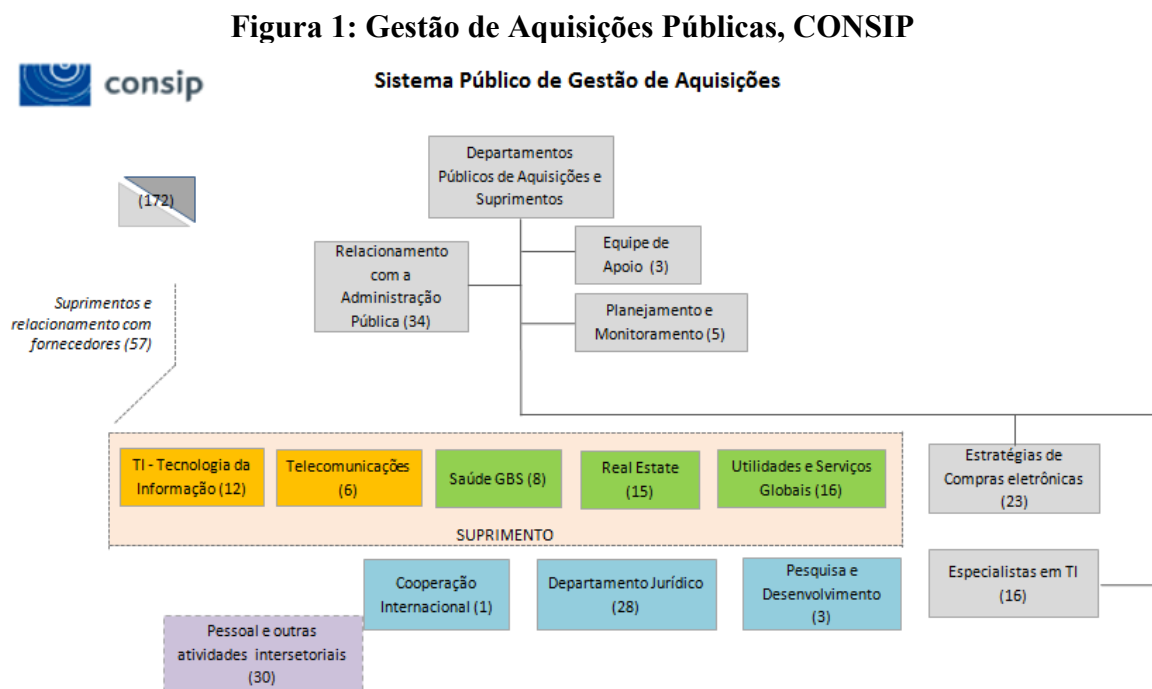 Figura 1: Gestão de Aquisições Públicas, CONSIP
consip
Sistema Público de Gestão de Aquisições
(172)
Departamentos
Públicos de Aquisições e
Suprimentos
Relacionamento
com a
Administração
Pública (34)
Equipe de
Apoio (3)
Planejamento e
Monitoramento (5)
Suprimentos e
relacionamento com
fornecedores (57)
TI - Tecnologia da
Informação (12)
Telecomunicações
(6)
Saúde GBS (8)
Real Estate
(15)
Utilidades e Serviços
Globais (16)
SUPRIMENTO
Estratégias de
Compras eletrônicas
(23)
Cooperação
Internacional (1)
Departamento Jurídico
(28)
Pesquisa e
Desenvolvimento
(3)
Especialistas em TI
(16)
Pessoal e outras
atividades intersetoriais
(30)